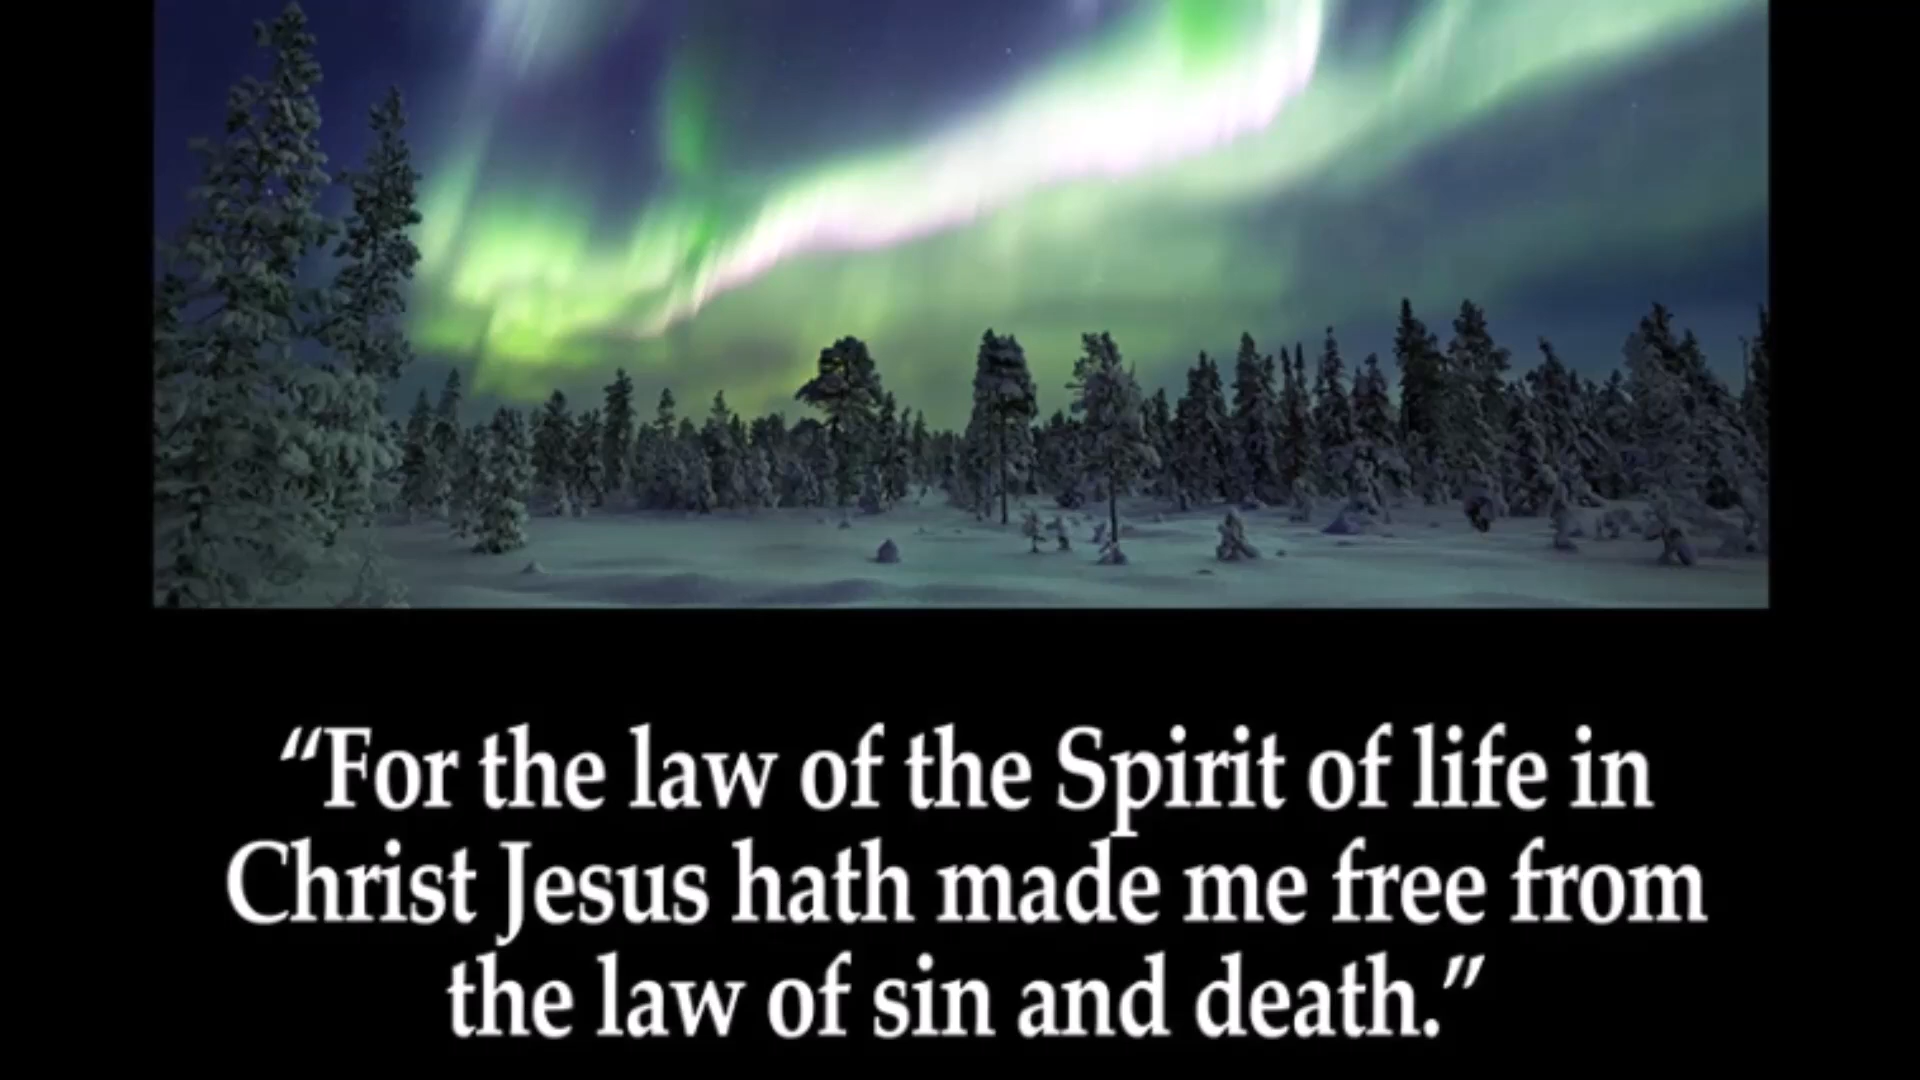 “For the law of the Spirit of life in
Christ Jesus hath made me free from
the law of sin and death.”